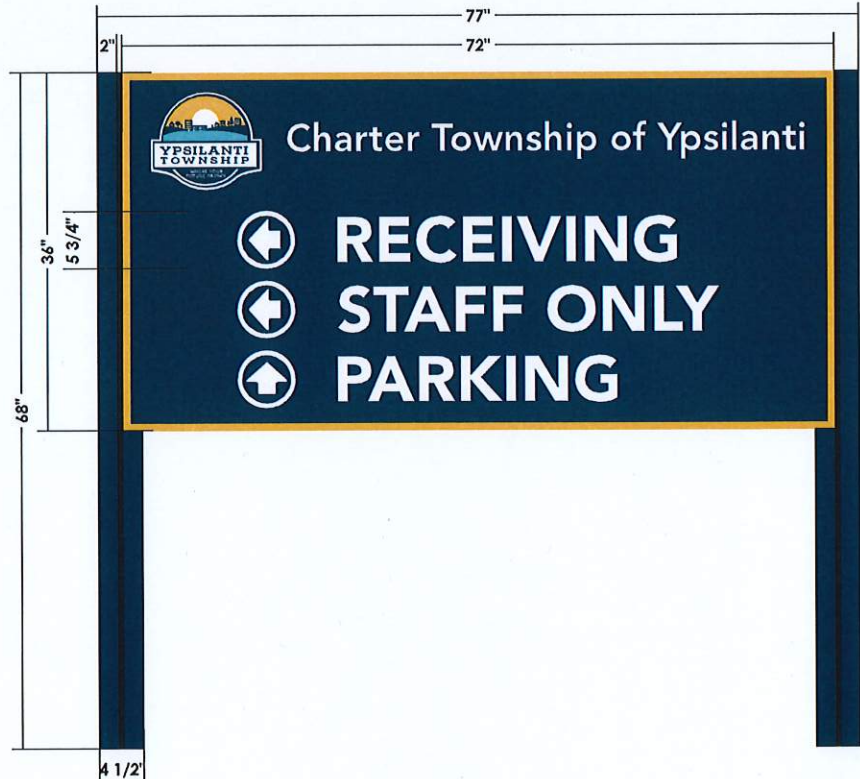 77"
2"
72"
YPSILANTI
TOWNSHIP
Charter Township of Ypsilanti
36"
5 3/4"
RECEIVING
STAFF ONLY
PARKING
68"
4 1/2"